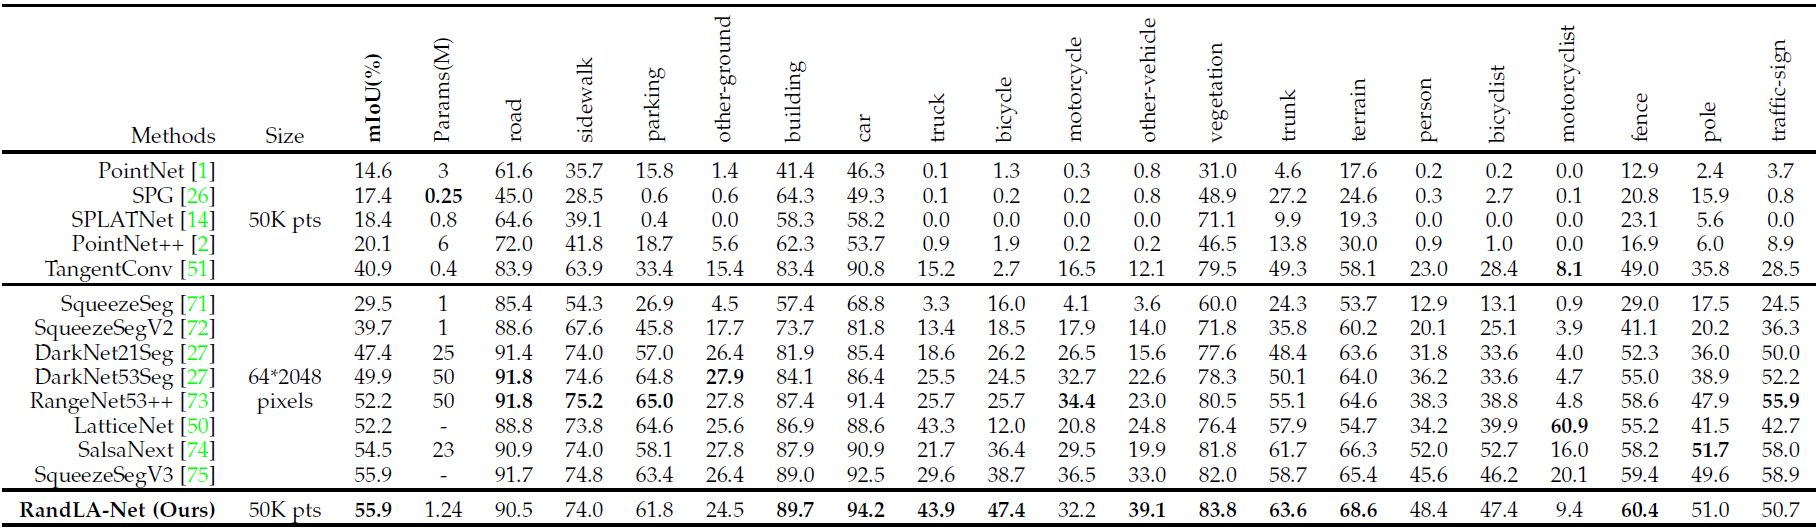 Methods Size mIoU(%) Params(M) road sidewalk parking other-ground building car truck bicycle motorcycle other-vehicle vegetation trunk terrain person bicyclist motorcyclist fence pole traffic-sign
PointNet [1] 14.6 3 61.6 35.7 15.8 1.4 41.4 46.3 0.1 1.3 0.3 0.8 31.0 4.6 17.6 0.2 0.2 0.0 12.9 2.4 3.7
SPG [26] 17.4 0.25 45.0 28.5 0.6 0.6 64.3 49.3 0.1 0.2 0.2 0.8 48.9 27.2 24.6 0.3 2.7 0.1 20.8 15.9 0.8
SPLATNet [14] 50K pts 18.4 0.8 64.6 39.1 0.4 0.0 58.3 58.2 0.0 0.0 0.0 0.0 71.1 9.9 19.3 0.0 0.0 0.0 23.1 5.6 0.0
PointNet++ [2] 20.1 6 72.0 41.8 18.7 5.6 62.3 53.7 0.9 1.9 0.2 0.2 46.5 13.8 30.0 0.9 1.0 0.0 16.9 6.0 8.9
TangentConv [51] 40.9 0.4 83.9 63.9 33.4 15.4 83.4 90.8 15.2 2.7 16.5 12.1 79.5 49.3 58.1 23.0 28.4 8.1 49.0 35.8 28.5
SqueezeSeg [71] 29.5 1 85.4 54.3 26.9 4.5 57.4 68.8 3.3 16.0 4.1 3.6 60.0 24.3 53.7 12.9 13.1 0.9 29.0 17.5 24.5
SqueezeSegV2 [72] 39.7 1 88.6 67.6 45.8 17.7 73.7 81.8 13.4 18.5 17.9 14.0 71.8 35.8 60.2 20.1 25.1 3.9 41.1 20.2 36.3
DarkNet21Seg [27] 47.4 25 91.4 74.0 57.0 26.4 81.9 85.4 18.6 26.2 26.5 15.6 77.6 48.4 63.6 31.8 33.6 4.0 52.3 36.0 50.0
DarkNet53Seg [27] 64*2048 49.9 50 91.8 74.6 64.8 27.9 84.1 86.4 25.5 24.5 32.7 22.6 78.3 50.1 64.0 36.2 33.6 4.7 55.0 38.9 52.2
RangeNet53++ [73] pixels 52.2 50 91.8 75.2 65.0 27.8 87.4 91.4 25.7 25.7 34.4 23.0 80.5 55.1 64.6 38.3 38.8 4.8 58.6 47.9 55.9
LatticeNet [50] 52.2 - 88.8 73.8 64.6 25.6 86.9 88.6 43.3 12.0 20.8 24.8 76.4 57.9 54.7 34.2 39.9 60.9 55.2 41.5 42.7
SalsaNext [74] 54.5 23 90.9 74.0 58.1 27.8 87.9 90.9 21.7 36.4 29.5 19.9 81.8 61.7 66.3 52.0 52.7 16.0 58.2 51.7 58.0
SqueezeSegV3 [75] 55.9 - 91.7 74.8 63.4 26.4 89.0 92.5 29.6 38.7 36.5 33.0 82.0 58.7 65.4 45.6 46.2 20.1 59.4 49.6 58.9
RandLA-Net (Ours) 50K pts 55.9 1.24 90.5 74.0 61.8 24.5 89.7 94.2 43.9 47.4 32.2 39.1 83.8 63.6 68.6 48.4 47.4 9.4 60.4 51.0 50.7